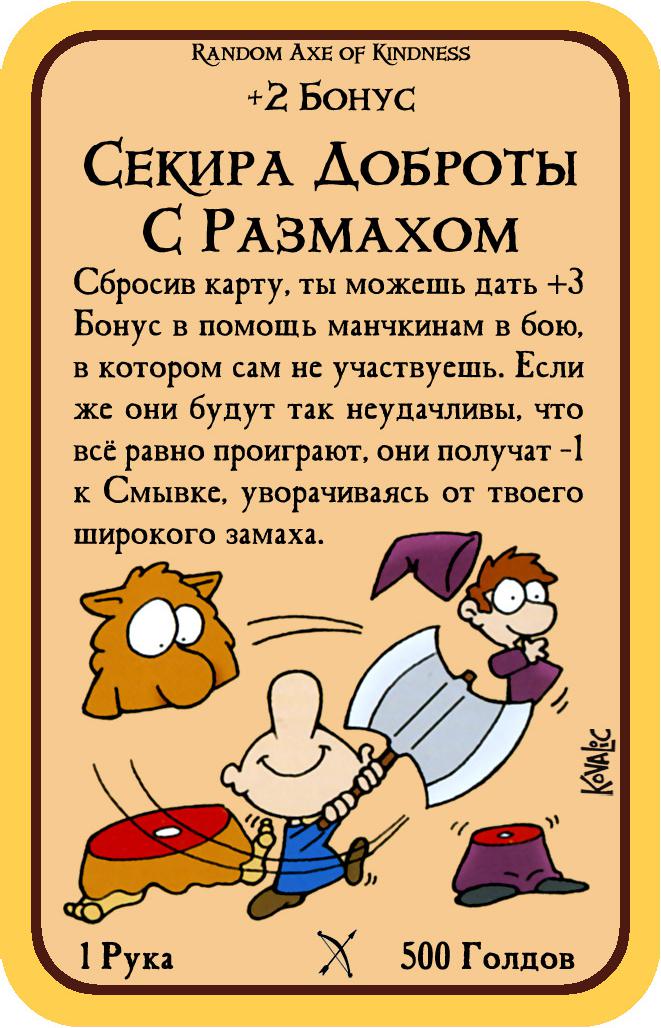 Random Axe of Kindness
+2 Бонус
Секира Доброты
С Размахом
Сбросив карту, ты можешь дать +3
Бонус в помощь манчкинам в бою,
в котором сам не участвуешь. Если
же они будут так неудачливы, что
всё равно проиграют, они получат -1
к Смывке, уворачиваясь от твоего
широкого замаха.
Kovalic
1 Рука
500 Голдов